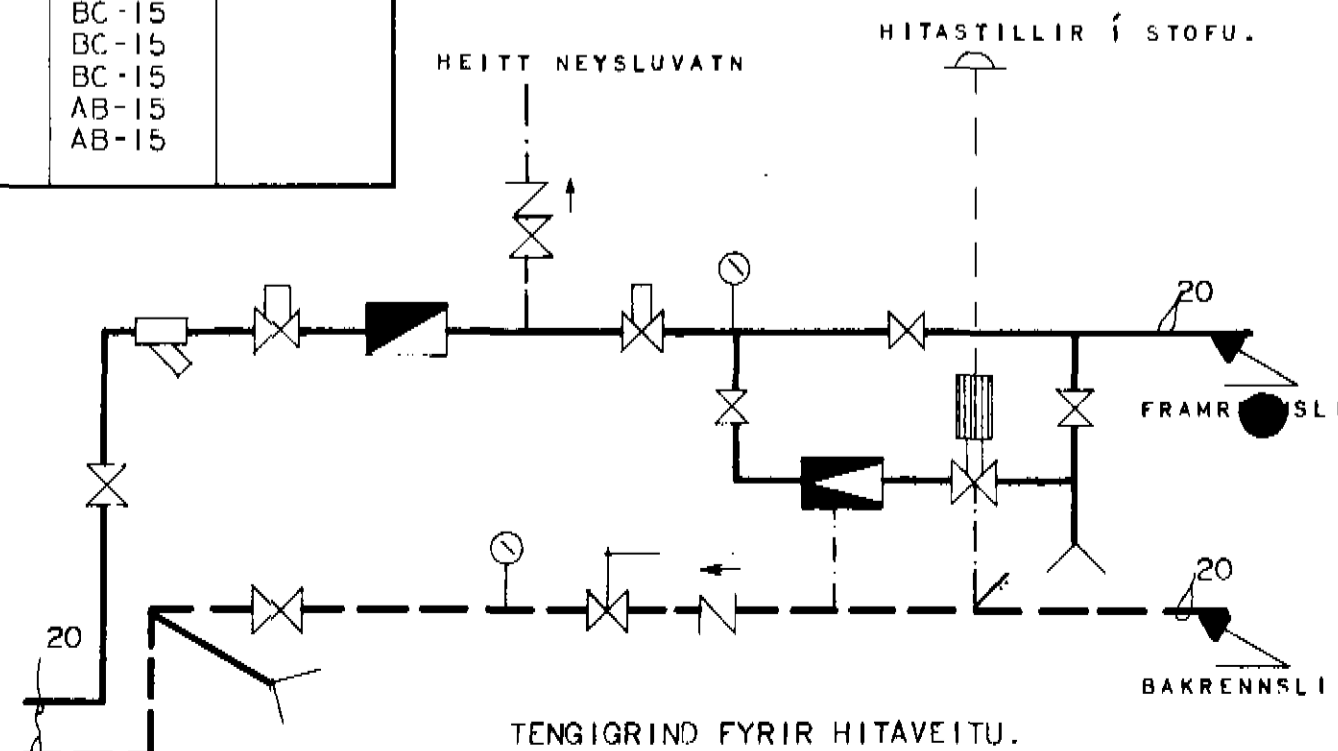 BC-15
BC-15
BC-15
AB-15
AB-15
HEITT NEYSLUVATN
HITASTILLIR Í STOFU.
20
20
BAKRENNSLI
20
TENGIGRIND FYRIR HITAVEITU.